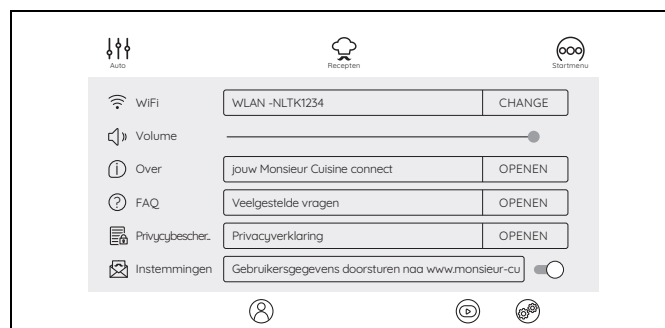 Auto
Recepten
Startmenu
WiFi WLAN -NLTK1234 CHANGE
Volume
Over jouw Monsieur Cuisine connect OPENEN
FAQ Veelgestelde vragen OPENEN
Privycybescher.. Privacyverklaring OPENEN
Instemmingen Gebruikersgegevens doorsturen naa www.monsieur-cu